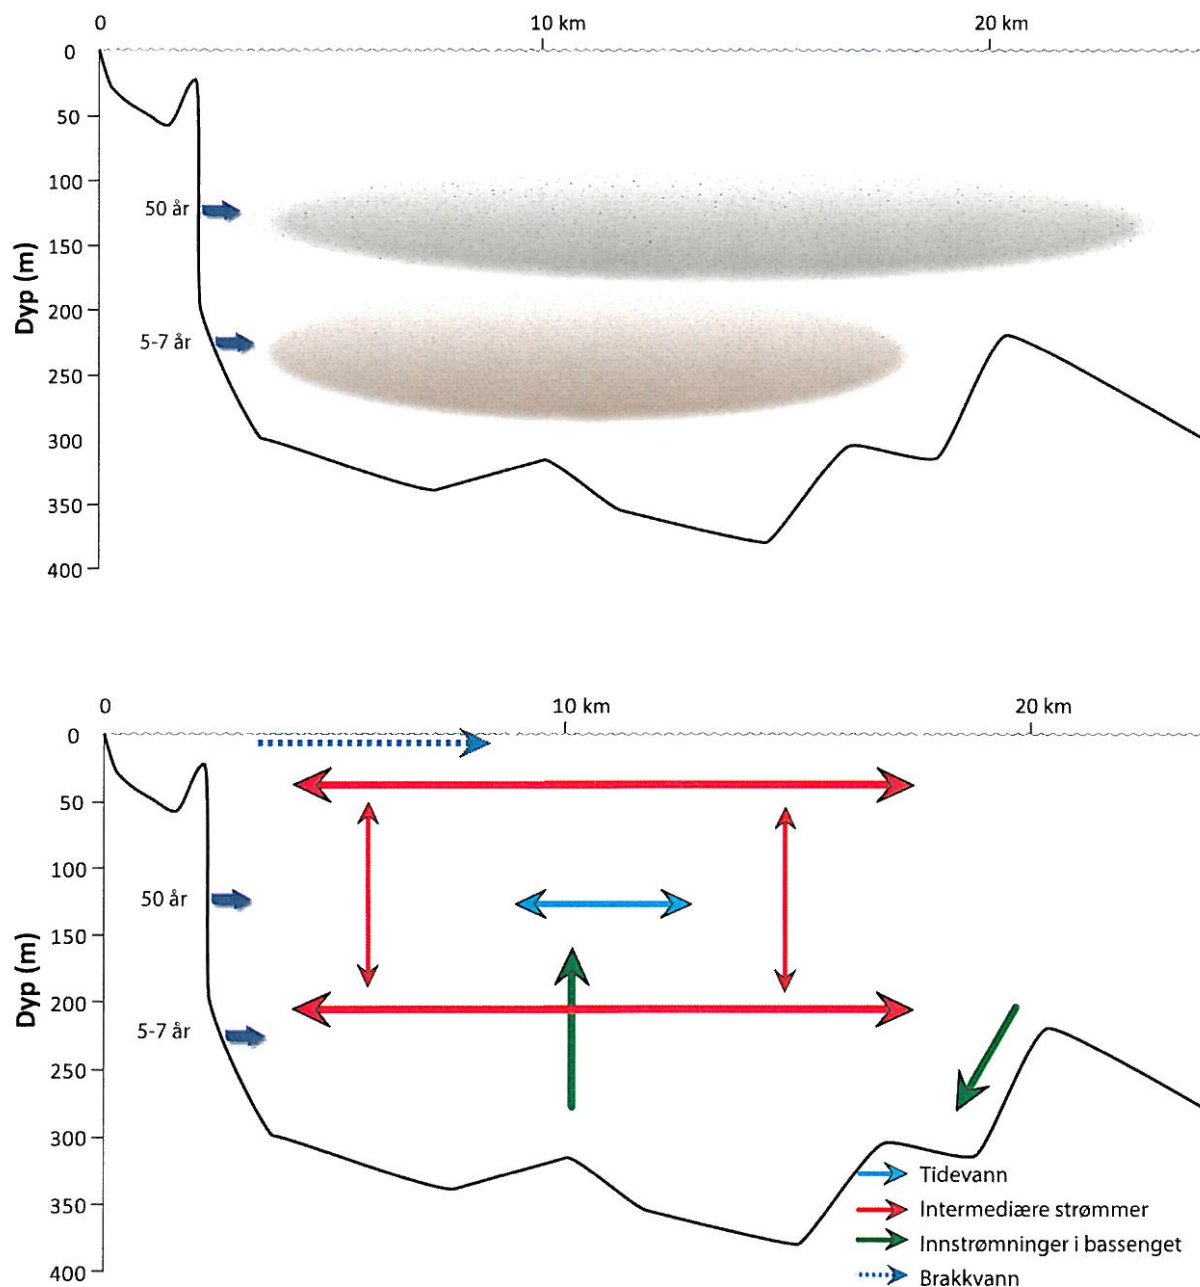 0 10 km 20 km
0
50
100
50 år
150
Dyp (m)
200
5-7 år
250
300
350
400
0 10 km 20 km
0
50
100
50 år
150
Dyp (m)
200
5-7 år
250
300
350
400
Tidevann
Intermediære strømmer
Innstrømninger i bassenget
Brakkvann